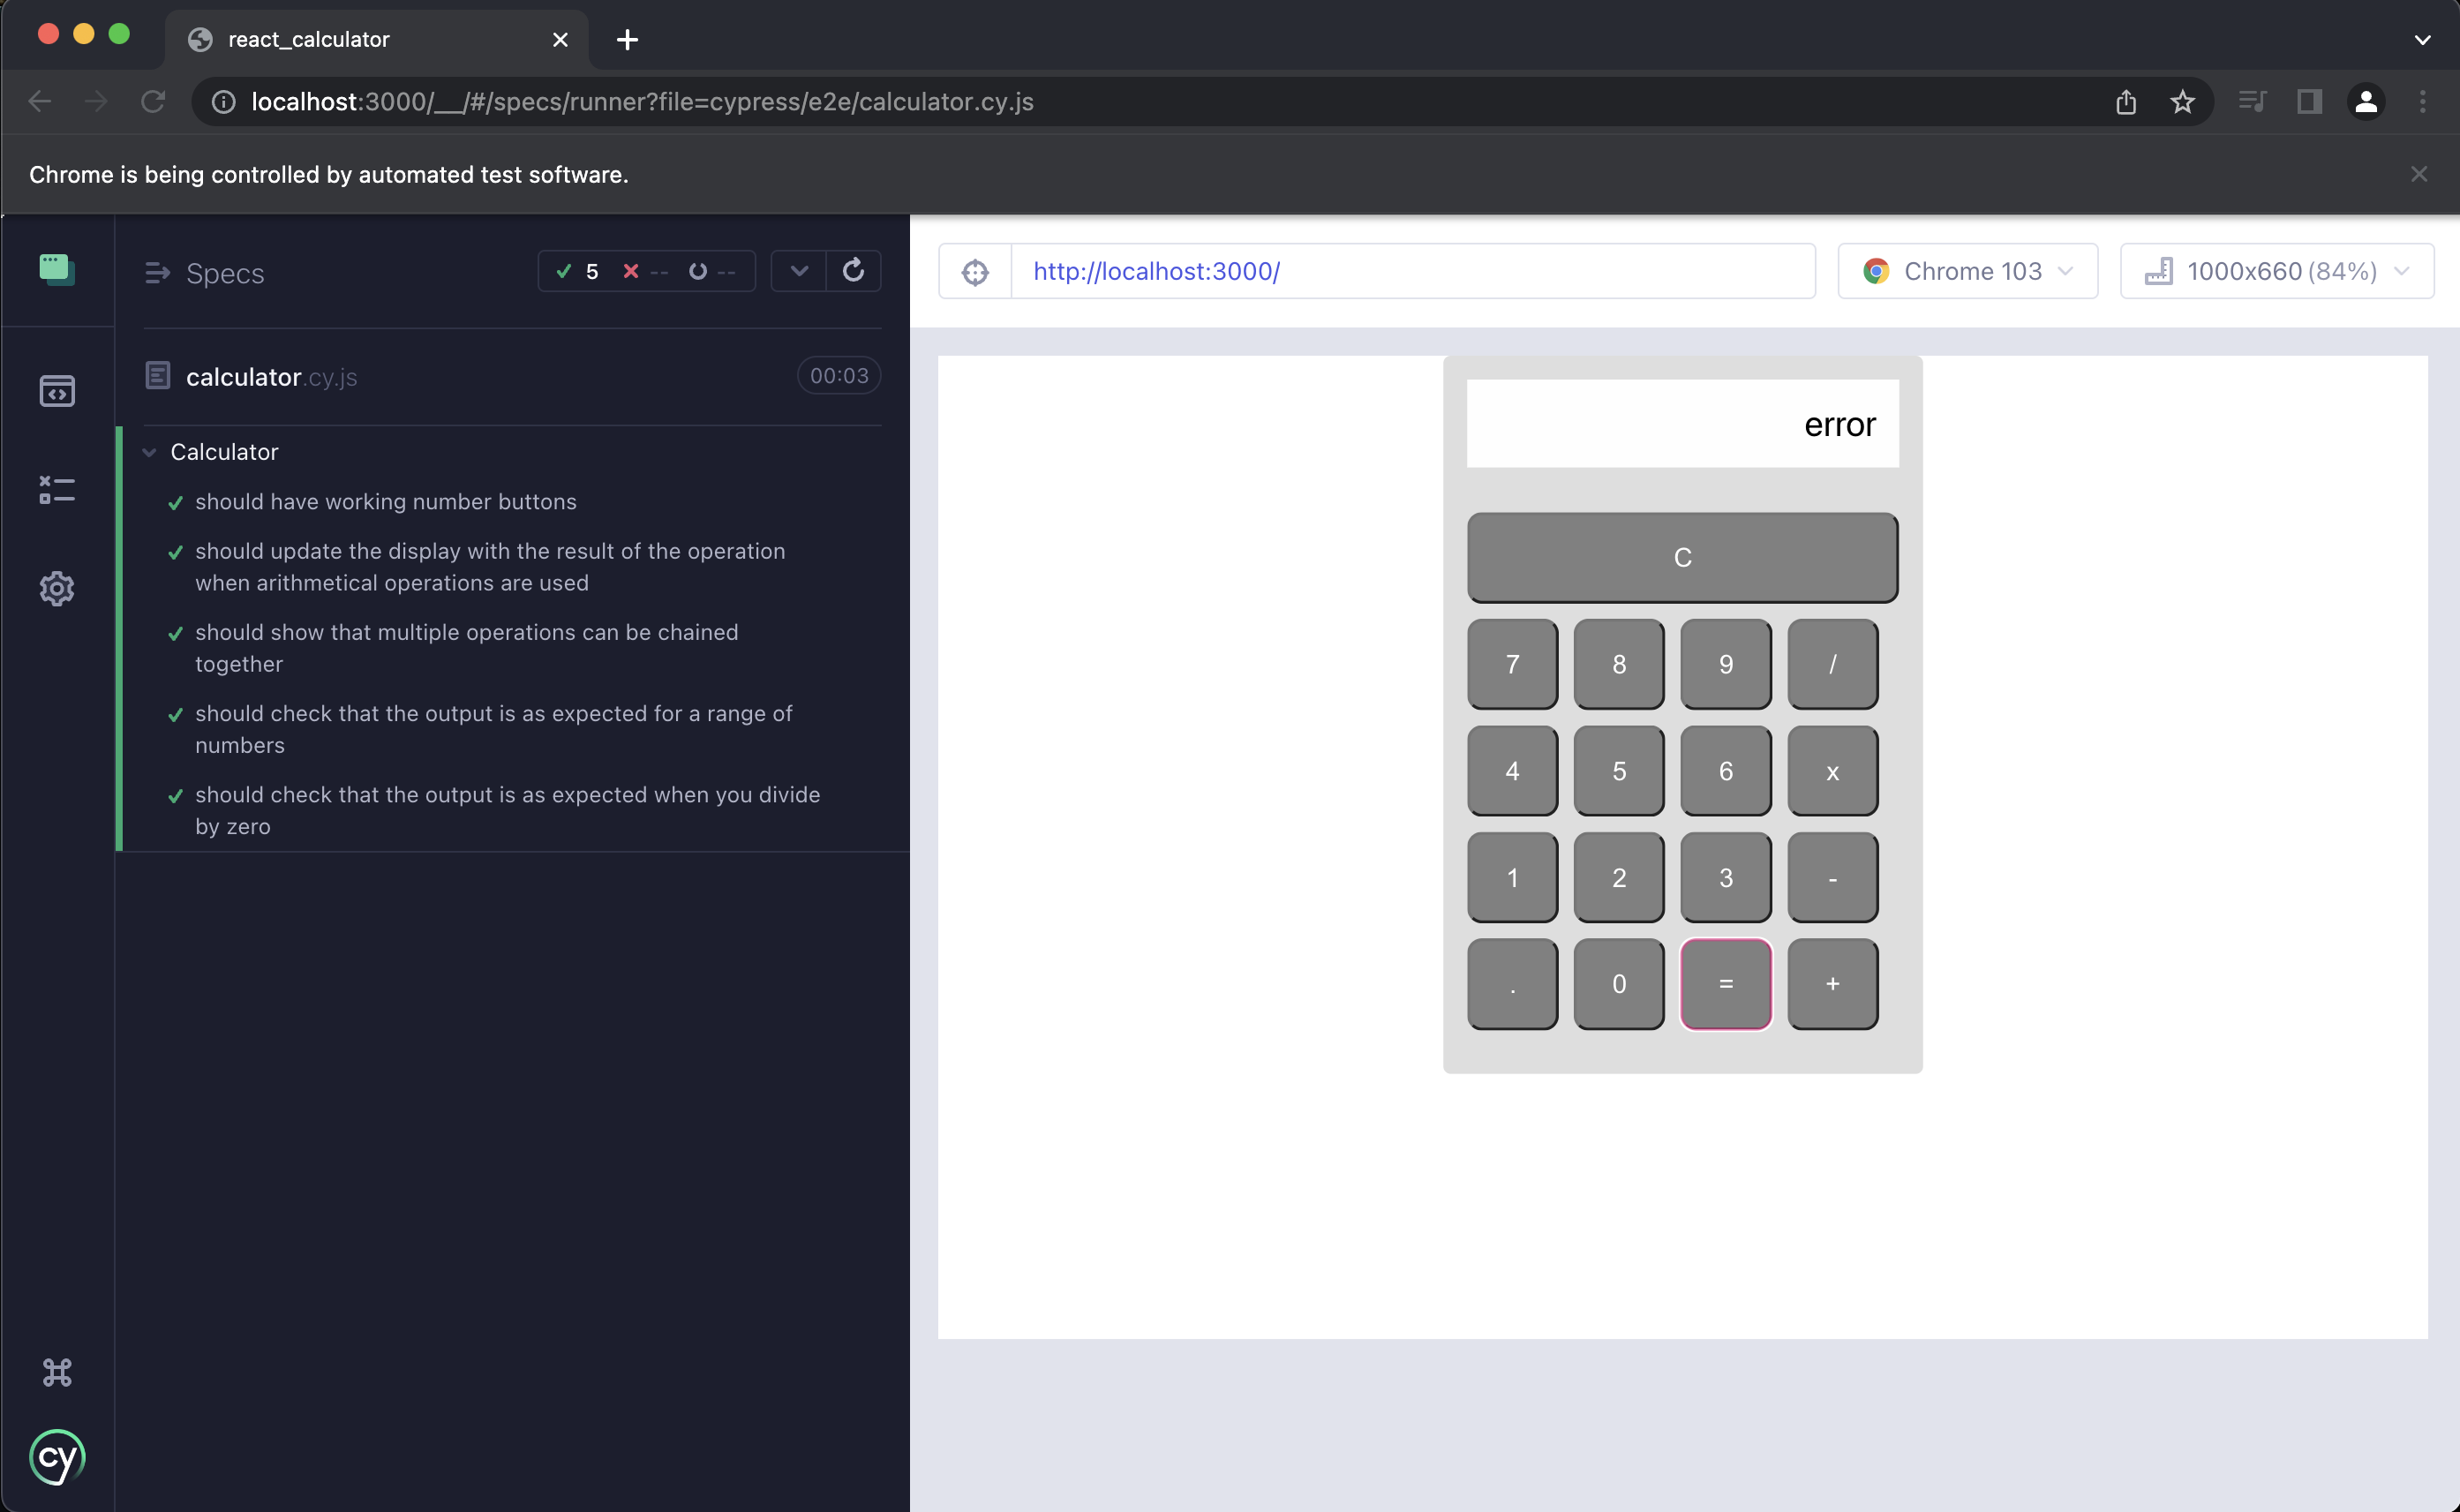 react_calculator
localhost:3000/__/#/specs/runner?file=cypress/e2e/calculator.cy.js
Chrome is being controlled by automated test software.
Specs
5 -- --
calculator.cy.js
00:03
Calculator
should have working number buttons
should update the display with the result of the operation
when arithmetical operations are used
should show that multiple operations can be chained
together
should check that the output is as expected for a range of
numbers
should check that the output is as expected when you divide
by zero
cy
http://localhost:3000/
Chrome 103
1000x660 (84%)
error
C
7 8 9 /
4 5 6 x
1 2 3 -
. 0 = +